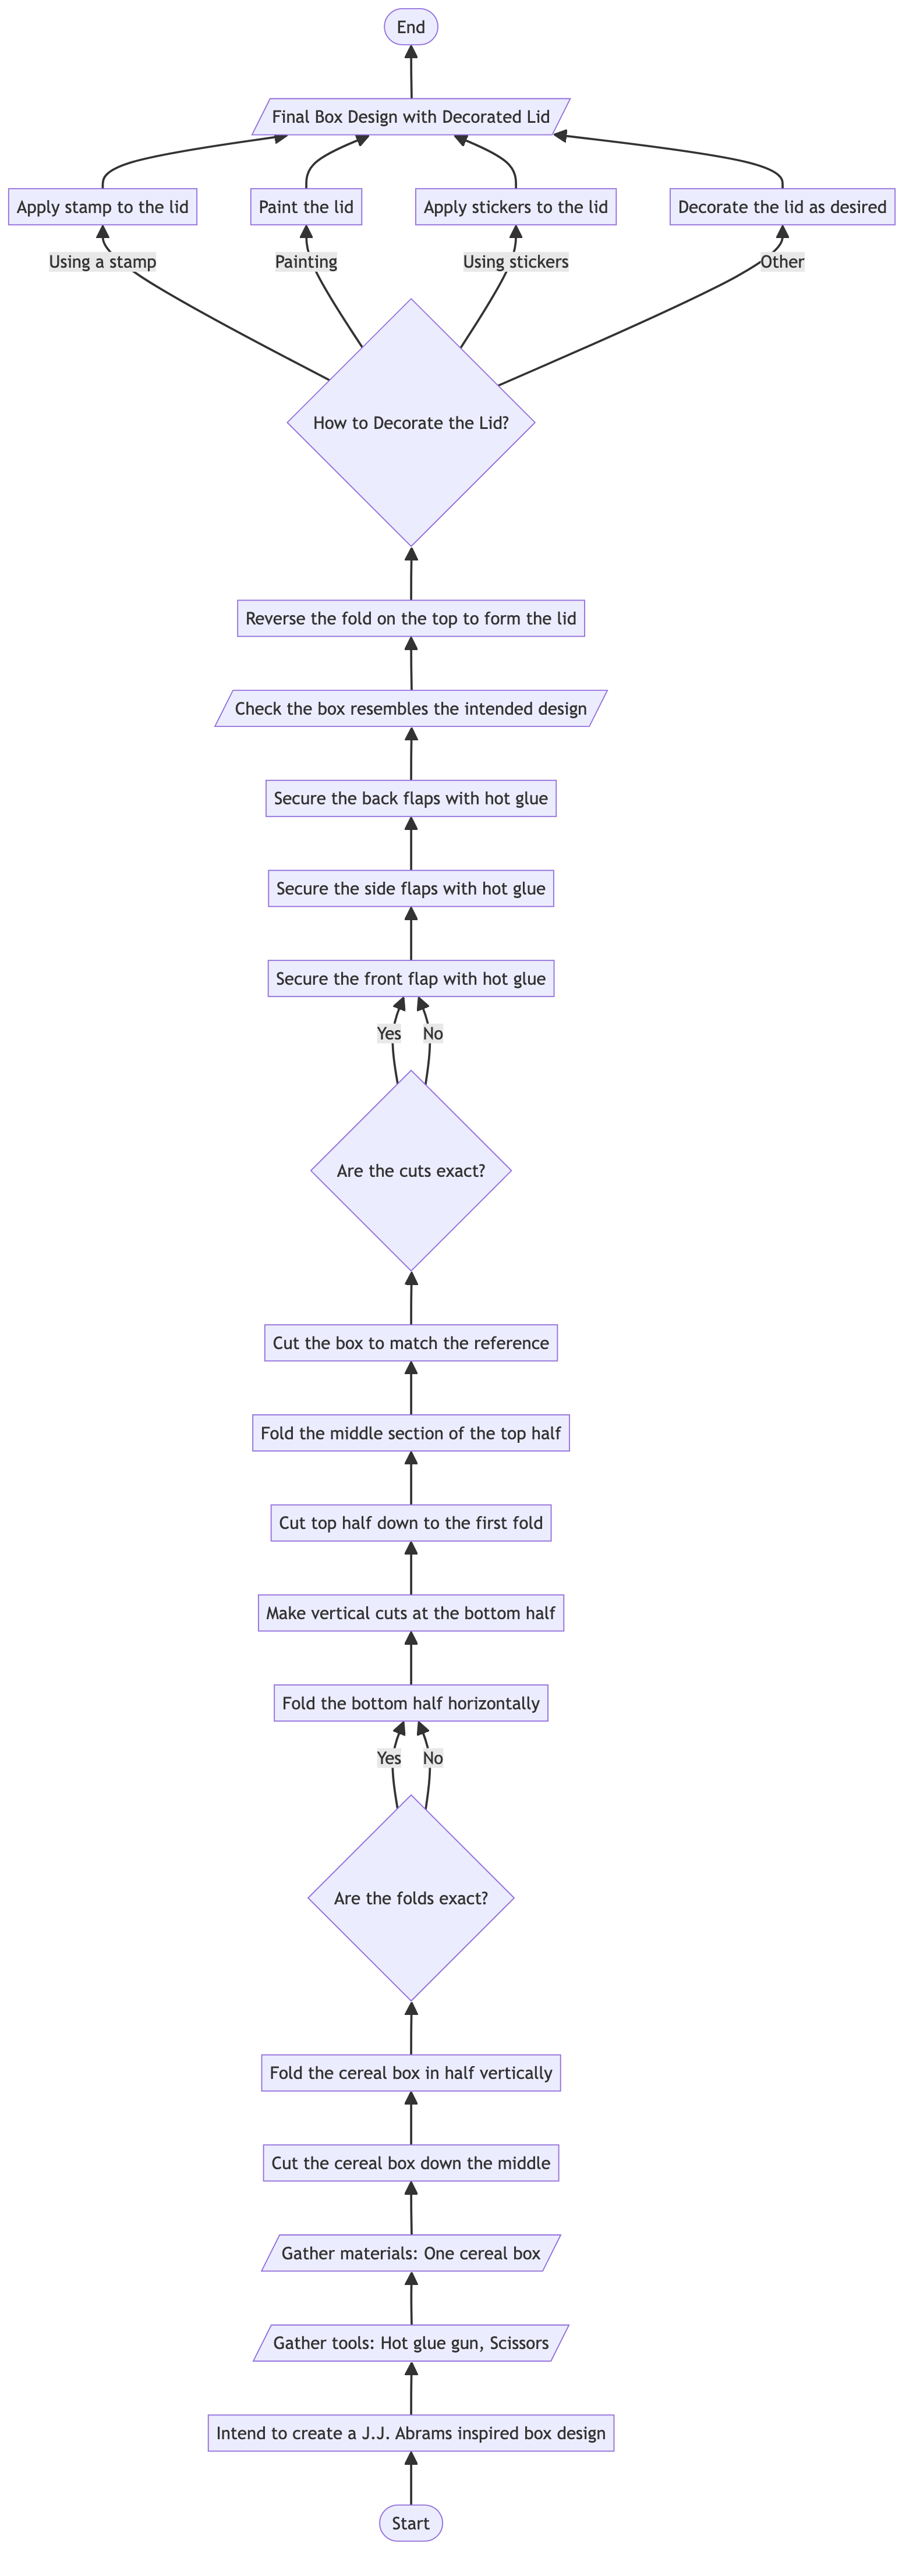 End
Final Box Design with Decorated Lid
Apply stamp to the lid
Paint the lid
Apply stickers to the lid
Decorate the lid as desired
Using a stamp
Painting
Using stickers
Other
How to Decorate the Lid?
Reverse the fold on the top to form the lid
Check the box resembles the intended design
Secure the back flaps with hot glue
Secure the side flaps with hot glue
Secure the front flap with hot glue
Yes
No
Are the cuts exact?
Cut the box to match the reference
Fold the middle section of the top half
Cut top half down to the first fold
Make vertical cuts at the bottom half
Fold the bottom half horizontally
Yes
No
Are the folds exact?
Fold the cereal box in half vertically
Cut the cereal box down the middle
Gather materials: One cereal box
Gather tools: Hot glue gun, Scissors
Intend to create a J.J. Abrams inspired box design
Start